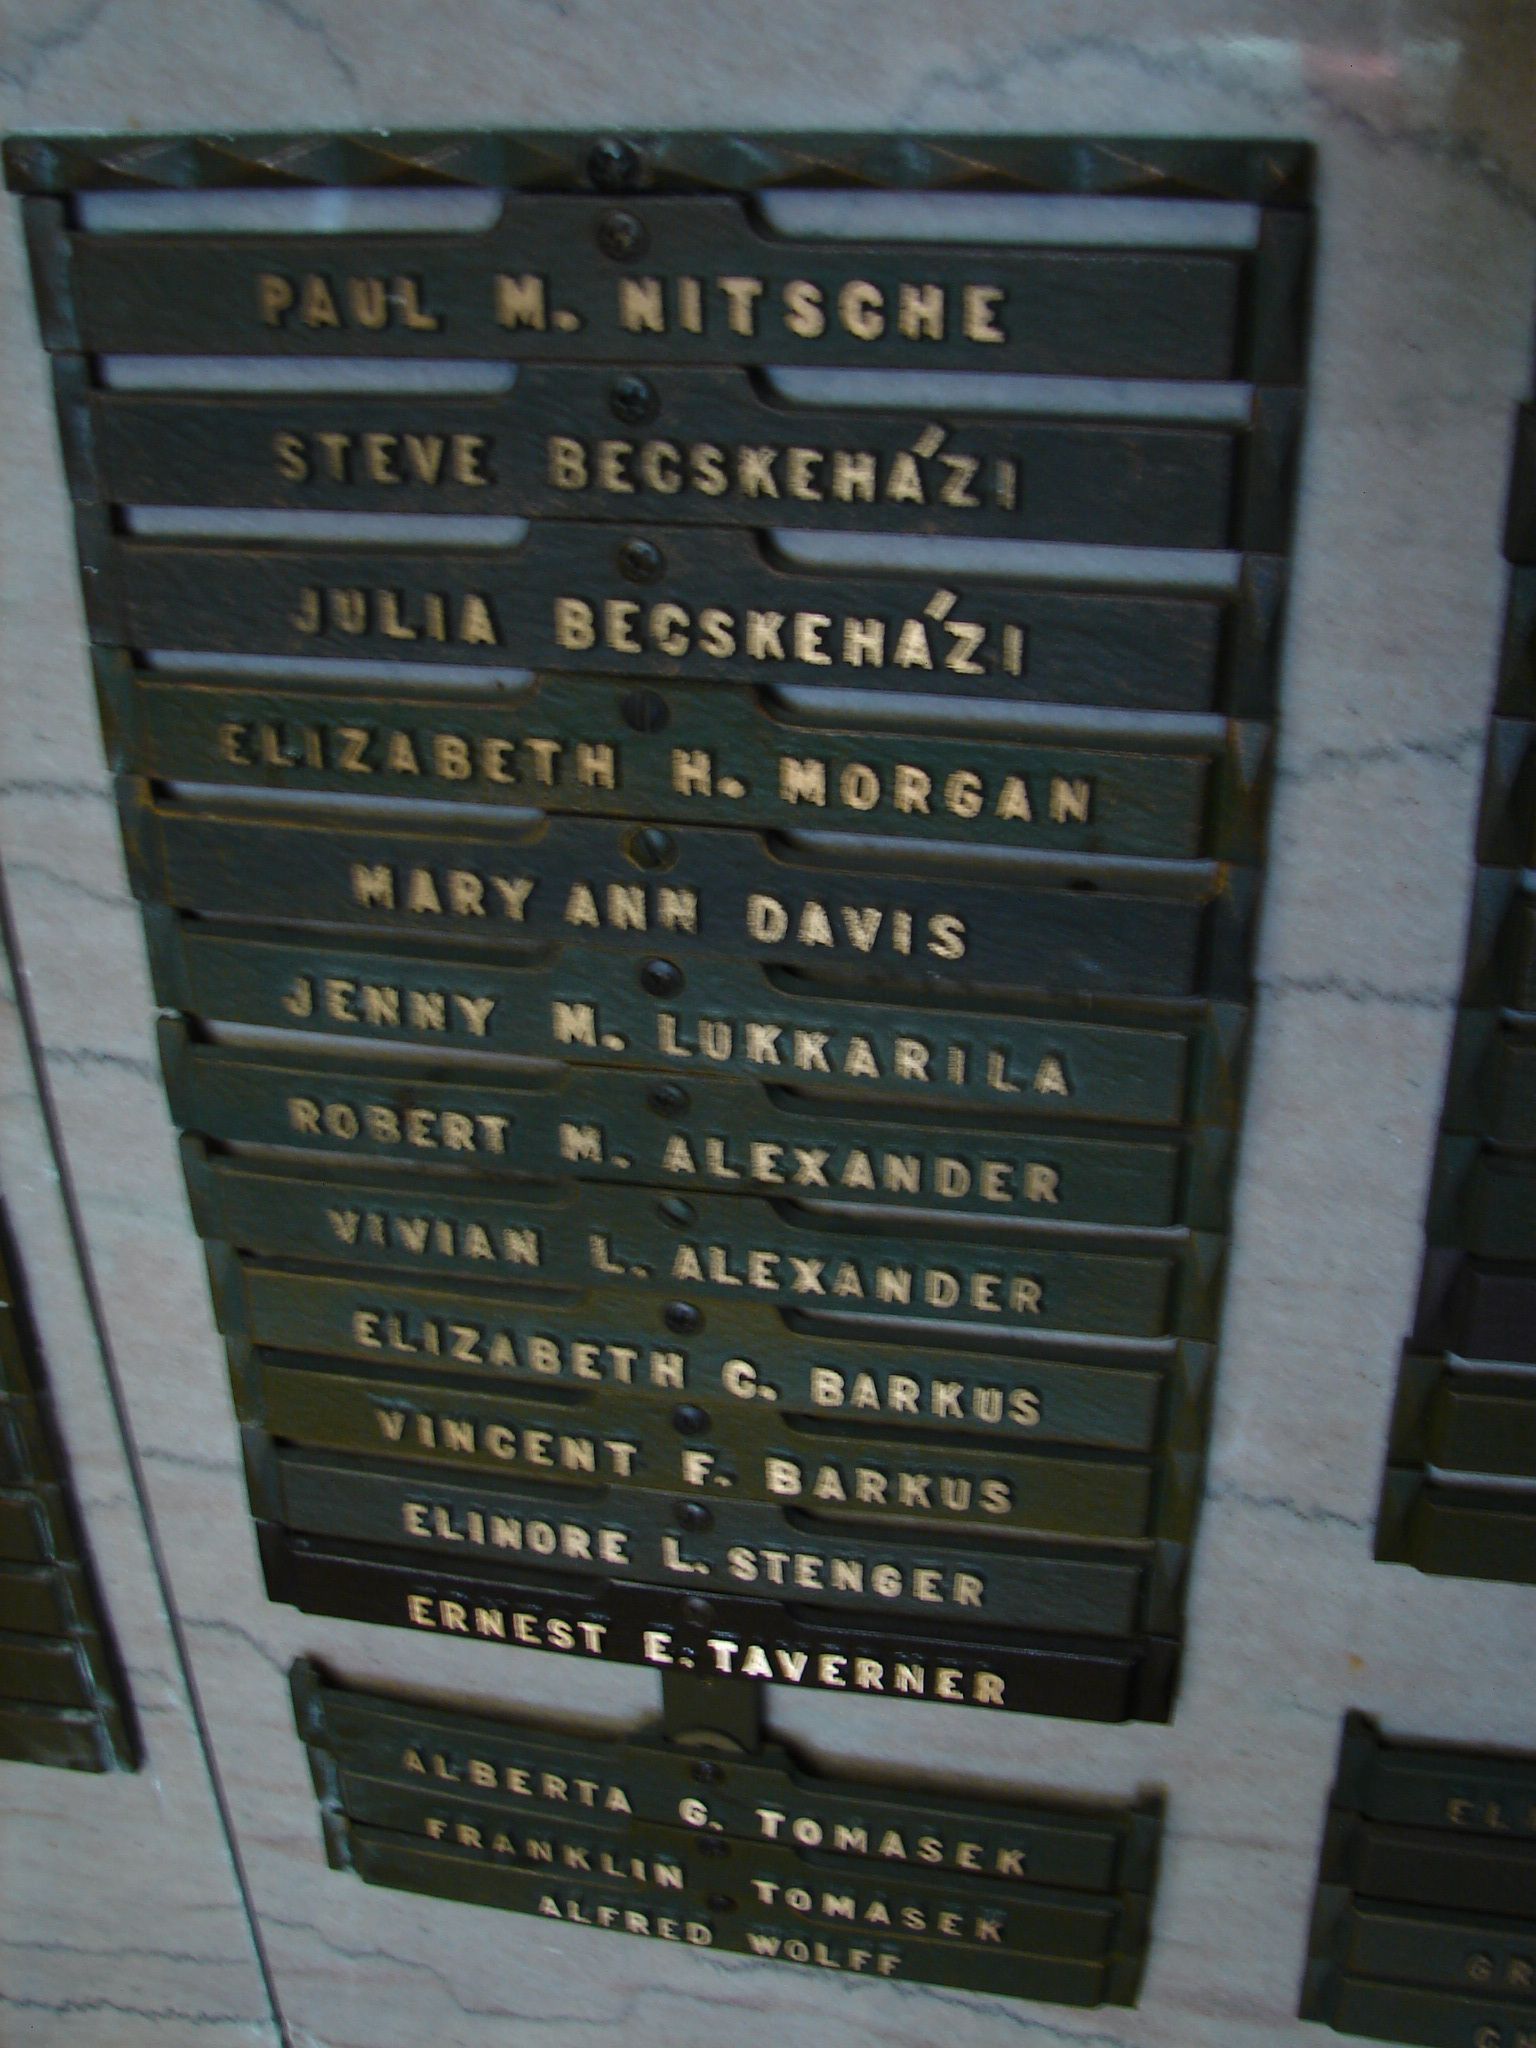 PAUL M. NITSCHE
STEVE BECSKEHÁZI
JULIA BECSKEHÁZI
ELIZABETH H. MORGAN
MARY ANN DAVIS
JENNY M. LUKKARILA
ROBERT M. ALEXANDER
VIVIAN L. ALEXANDER
ELIZABETH C. BARKUS
VINCENT F. BARKUS
ELINORE L. STENGER
ERNEST E. TAVERNER
ALBERTA G. TOMASEK
FRANKLIN TOMASEK
ALFRED WOLFF